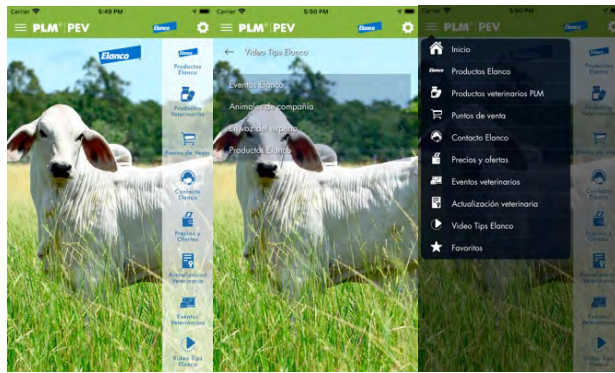 Carrier 5:49 PM
PLM® PEV Elanco
Elanco
Productos
Elanco
Productos
Veterinarios
Puntos de Venta
Contacto
Elanco
Precios y
Ofertas
Actualización
Veterinaria
Eventos
Veterinarios
Video Tips
Elanco
Carrier 5:50 PM
PLM® PEV Elanco
← Video Tips Elanco
Eventos Elanco
Animales de compañía
En voz del experto
Productos Elanco
Carrier 5:50 PM
PLM® PEV Elanco
Inicio
Elanco Productos Elanco
Productos veterinarios PLM
Puntos de venta
Contacto Elanco
Precios y ofertas
Eventos veterinarios
Actualización veterinaria
Video Tips Elanco
Favoritos